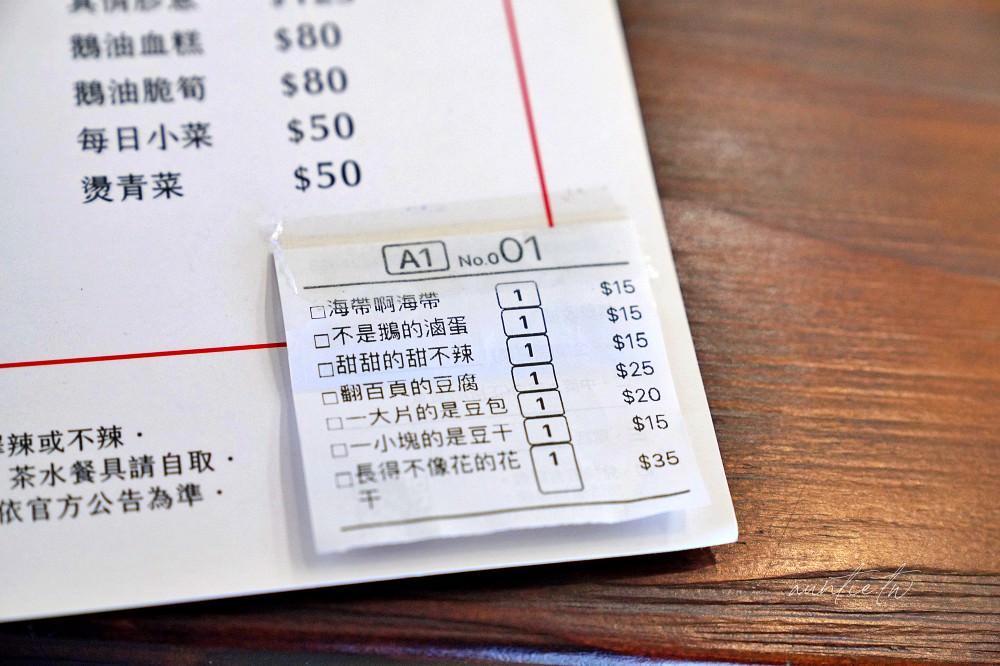 鵝油血糕 $80
鵝油脆筍 $80
每日小菜 $50
燙青菜 $50
A1 No.001
□海帶啊海帶 1 $15
□不是鵝的滷蛋 1 $15
□甜甜的甜不辣 1 $15
□翻百頁的豆腐 1 $25
□一大片的是豆包 1 $20
□一小塊的是豆干 1 $15
□長得不像花的花 1 $35
干
辣或不辣．
茶水餐具請自取．
依官方公告為準．
auntie.tw